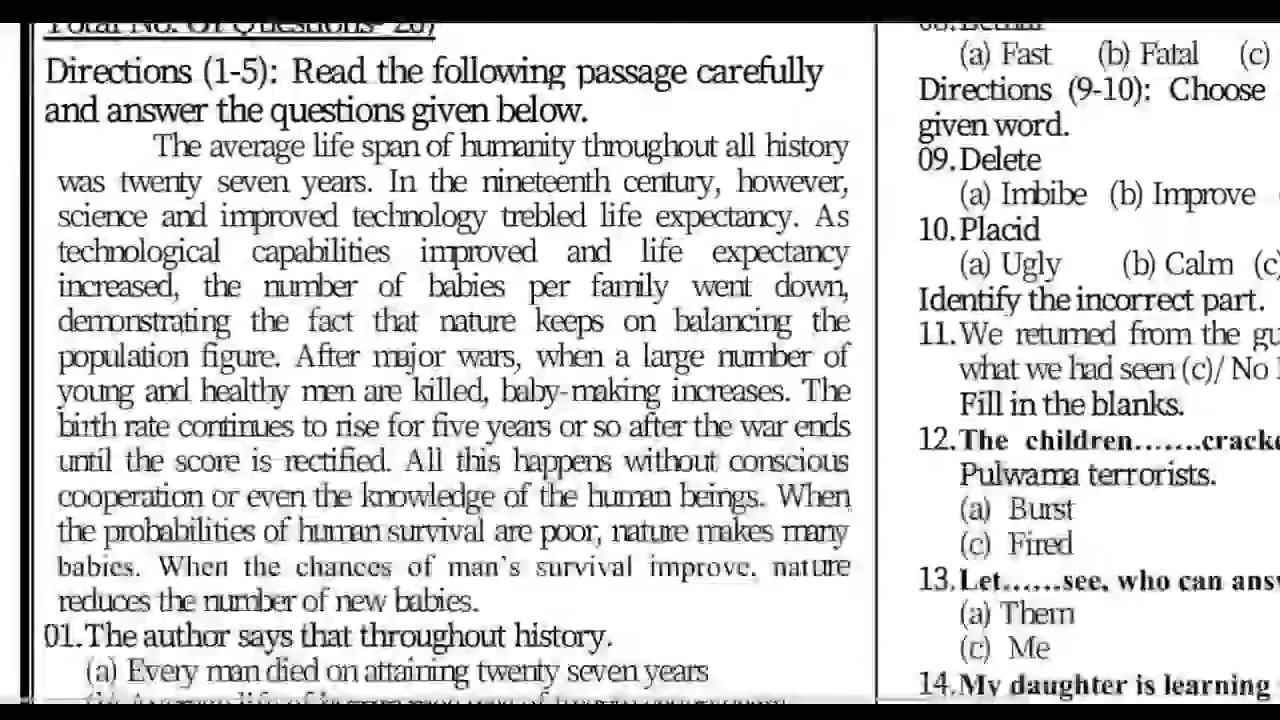 Total No. of Questions- 20)
Directions (1-5): Read the following passage carefully
and answer the questions given below.
The average life span of humanity throughout all history
was twenty seven years. In the nineteenth century, however,
science and improved technology trebled life expectancy. As
technological capabilities improved and life expectancy
increased, the number of babies per family went down,
demonstrating the fact that nature keeps on balancing the
population figure. After major wars, when a large number of
young and healthy men are killed, baby-making increases. The
birth rate continues to rise for five years or so after the war ends
until the score is rectified. All this happens without conscious
cooperation or even the knowledge of the human beings. When
the probabilities of human survival are poor, nature makes many
babies. When the chances of man's survival improve, nature
reduces the number of new babies.
01. The author says that throughout history.
(a) Every man died on attaining twenty seven years
(a) Fast (b) Fatal (c)
Directions (9-10): Choose
given word.
09. Delete
(a) Imbibe (b) Improve
10. Placid
(a) Ugly (b) Calm (c)
Identify the incorrect part.
11. We returned from the
what we had seen (c)/ No
Fill in the blanks.
12. The children.......
Pulwama terrorists.
(a) Burst
(c) Fired
13. Let......see, who can
(a) Them
(c) Me
14. My daughter is learning